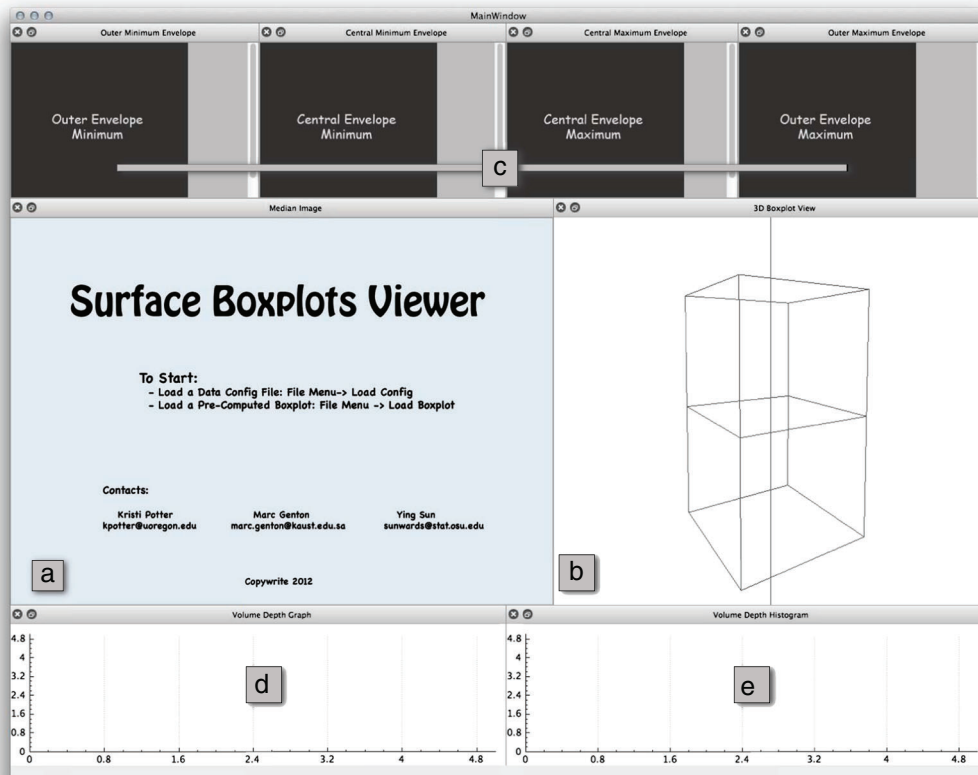 MainWindow
Outer Minimum Envelope
Central Minimum Envelope
Central Maximum Envelope
Outer Maximum Envelope
Outer Envelope
Minimum
Central Envelope
Minimum
Central Envelope
Maximum
Outer Envelope
Maximum
c
Median Image
3D Boxplot View
Surface Boxplots Viewer
To Start:
- Load a Data Config File: File Menu-> Load Config
- Load a Pre-Computed Boxplot: File Menu -> Load Boxplot
Contacts:
Kristi Potter
kpotter@uoregon.edu
Marc Genton
marc.genton@kaust.edu.sa
Ying Sun
sunwards@stat.osu.edu
a
Copywrite 2012
b
Volume Depth Graph
Volume Depth Histogram
4.8
4
3.2
2.4
1.6
0.8
0
d
0 0.8 1.6 2.4 3.2 4 4.8
4.8
4
3.2
2.4
1.6
0.8
0
e
0 0.8 1.6 2.4 3.2 4 4.8